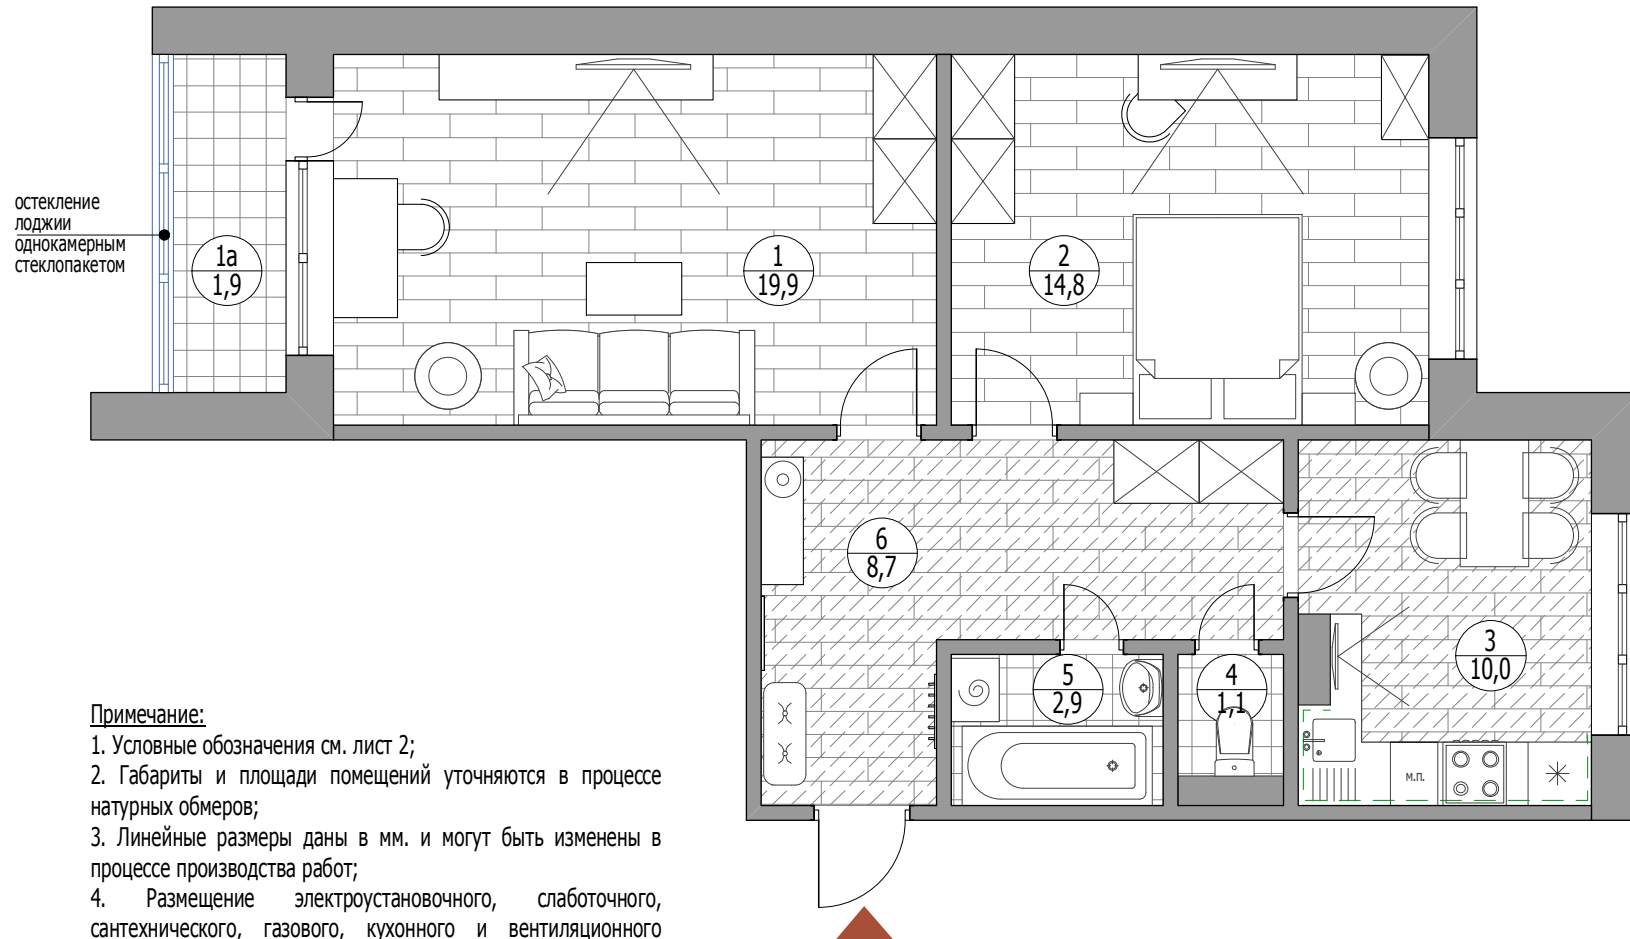 остекление
лоджии
однокамерным
стеклопакетом
1а
1,9
1
19,9
2
14,8
6
8,7
5
2,9
4
1,1
3
10,0
м.п.
Примечание:
1. Условные обозначения см. лист 2;
2. Габариты и площади помещений уточняются в процессе
натурных обмеров;
3. Линейные размеры даны в мм. и могут быть изменены в
процессе производства работ;
4. Размещение электроустановочного, слаботочного,
сантехнического, газового, кухонного и вентиляционного